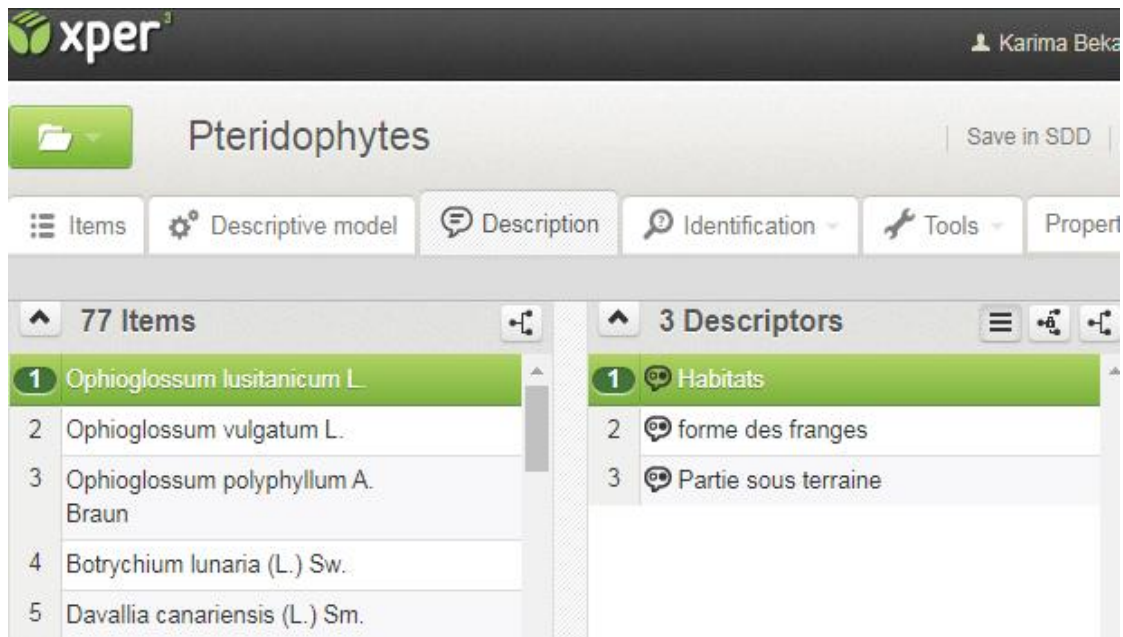 xper³
Karima Beka
Pteridophytes
Save in SDD
Items
Descriptive model
Description
Identification
Tools
Propert
77 Items
3 Descriptors
1 Ophioglossum lusitanicum L.
1 Habitats
2 Ophioglossum vulgatum L.
2 forme des franges
3 Ophioglossum polyphyllum A.
Braun
3 Partie sous terraine
4 Botrychium lunaria (L.) Sw.
5 Davallia canariensis (L.) Sm.